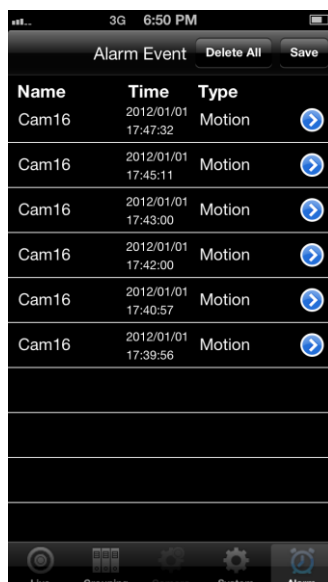 3G 6:50 PM
Alarm Event Delete All Save
Name Time Type
Cam16 2012/01/01 17:47:32 Motion
Cam16 2012/01/01 17:45:11 Motion
Cam16 2012/01/01 17:43:00 Motion
Cam16 2012/01/01 17:42:00 Motion
Cam16 2012/01/01 17:40:57 Motion
Cam16 2012/01/01 17:39:56 Motion